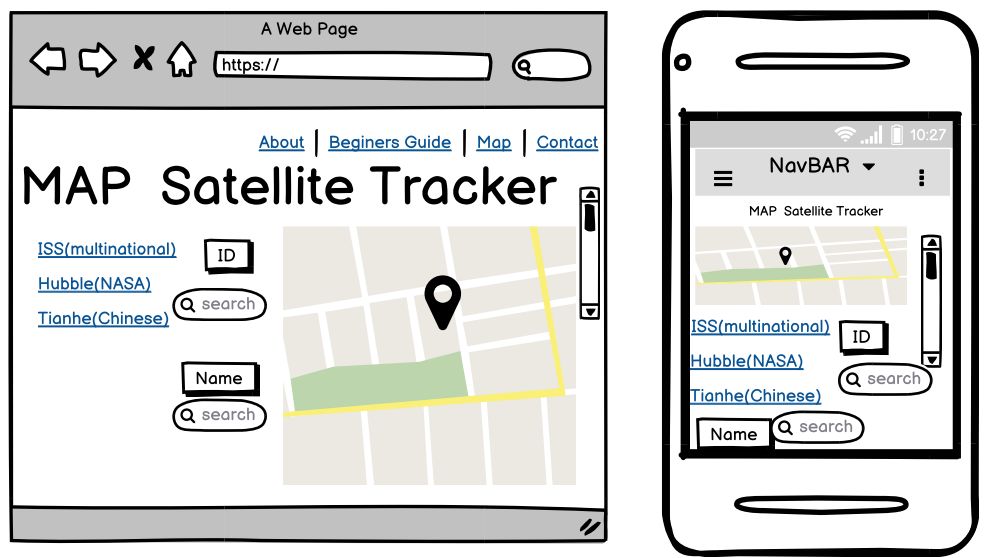 A Web Page
https://
About | Beginers Guide | Map | Contact
MAP Satellite Tracker
ISS(multinational)
ID
Hubble(NASA)
search
Tianhe(Chinese)
Name
search
10:27
NavBAR
MAP Satellite Tracker
ISS(multinational)
ID
Hubble(NASA)
search
Tianhe(Chinese)
search
Name